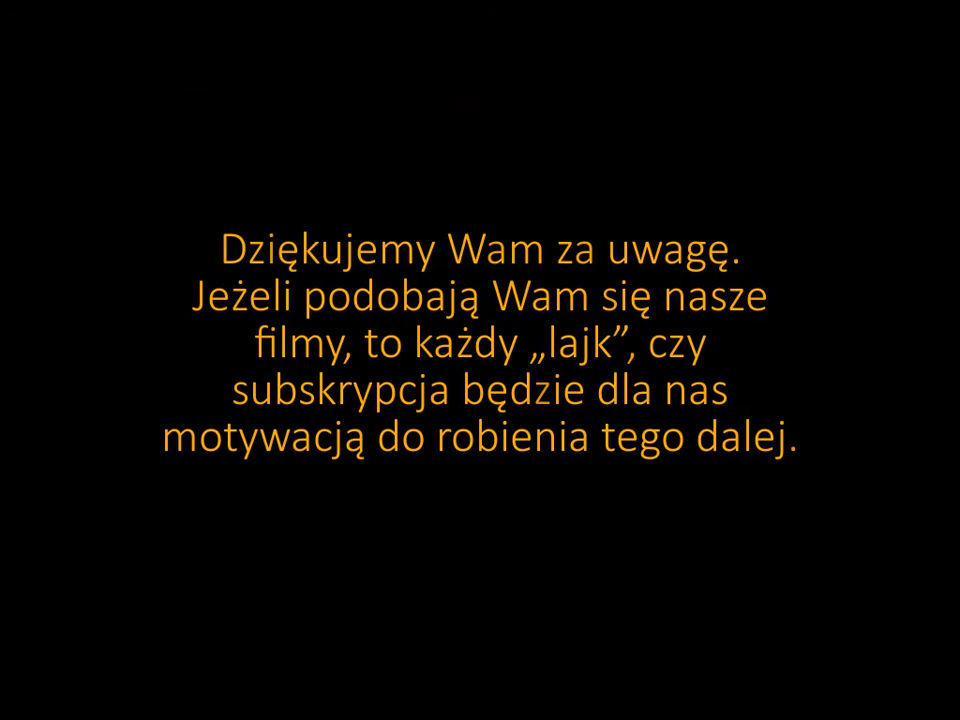 Dziękujemy Wam za uwagę.
Jeżeli podobają Wam się nasze
filmy, to każdy „lajk”, czy
subskrypcja będzie dla nas
motywacją do robienia tego dalej.